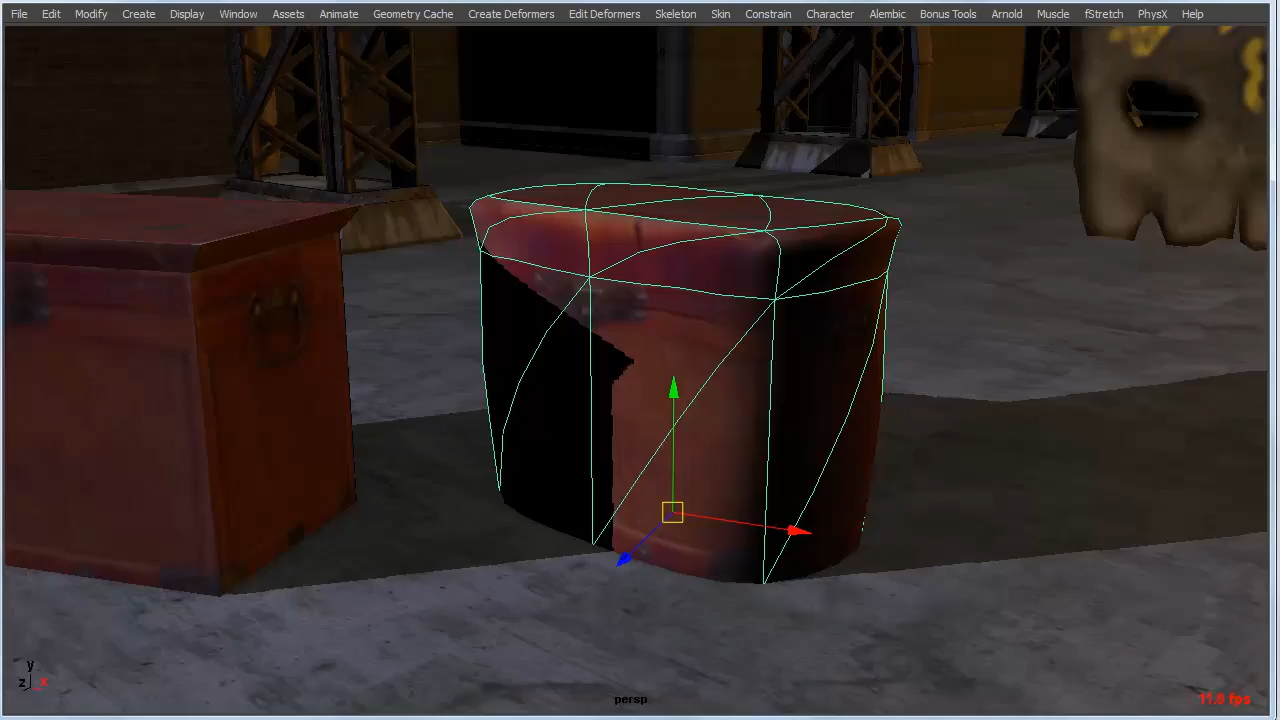 File Edit Modify Create Display Window Assets Animate Geometry Cache Create Deformers Edit Deformers Skeleton Skin Constrain Character Alembic Bonus Tools Arnold Muscle fStretch PhysX Help
y
z x
persp
11.8 fps